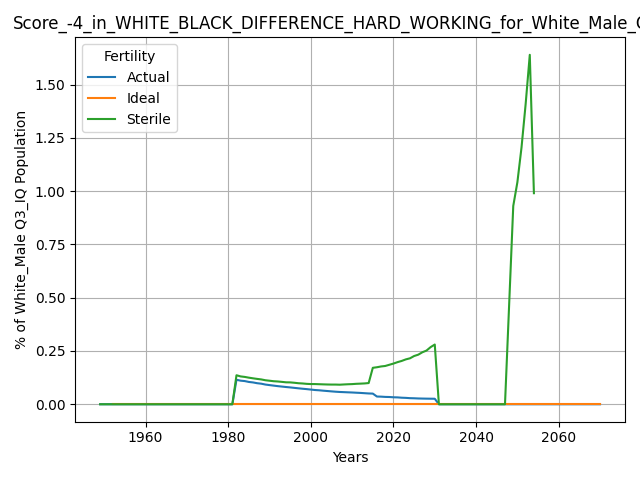 Score_-4_in_WHITE_BLACK_DIFFERENCE_HARD_WORKING_for_White_Male_
Fertility
Actual
Ideal
Sterile
% of White_Male Q3_IQ Population
1.50
1.25
1.00
0.75
0.50
0.25
0.00
1960 1980 2000 2020 2040 2060
Years